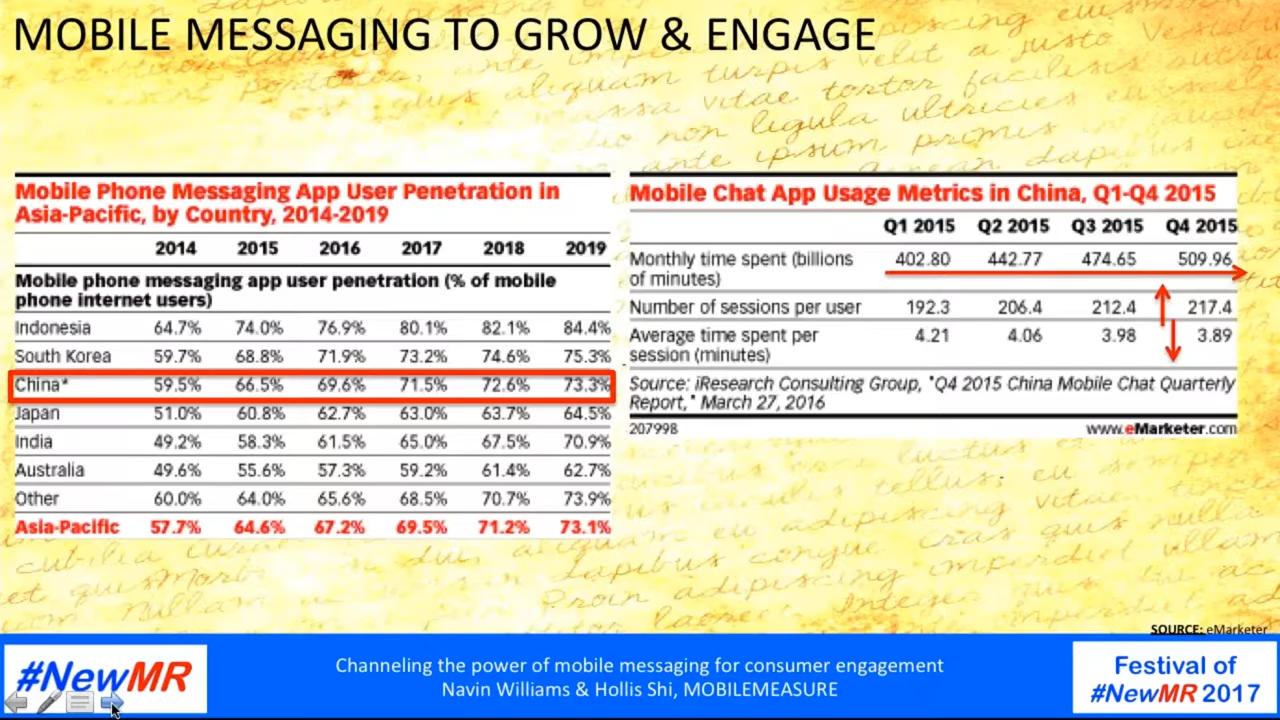 MOBILE MESSAGING TO GROW & ENGAGE
Mobile Phone Messaging App User Penetration in
Asia-Pacific, by Country, 2014-2019
2014 2015 2016 2017 2018 2019
Mobile phone messaging app user penetration (% of mobile
phone internet users)
Indonesia 64.7% 74.0% 76.9% 80.1% 82.1% 84.4%
South Korea 59.7% 68.8% 71.9% 73.2% 74.6% 75.3%
China* 59.5% 66.5% 69.6% 71.5% 72.6% 73.3%
Japan 51.0% 60.8% 62.7% 63.0% 63.7% 64.5%
India 49.2% 58.3% 61.5% 65.0% 67.5% 70.9%
Australia 49.6% 55.6% 57.3% 59.2% 61.4% 62.7%
Other 60.0% 64.0% 65.6% 68.5% 70.7% 73.9%
Asia-Pacific 57.7% 64.6% 67.2% 69.5% 71.2% 73.1%
Mobile Chat App Usage Metrics in China, Q1-Q4 2015
Q1 2015 Q2 2015 Q3 2015 Q4 2015
Monthly time spent (billions
of minutes) 402.80 442.77 474.65 509.96
Number of sessions per user 192.3 206.4 212.4 217.4
Average time spent per
session (minutes) 4.21 4.06 3.98 3.89
Source: iResearch Consulting Group, "Q4 2015 China Mobile Chat Quarterly
Report," March 27, 2016
207998 www.eMarketer.com
SOURCE: eMarketer
#NewMR
Channeling the power of mobile messaging for consumer engagement
Navin Williams & Hollis Shi, MOBILEMEASURE
Festival of
#NewMR 2017